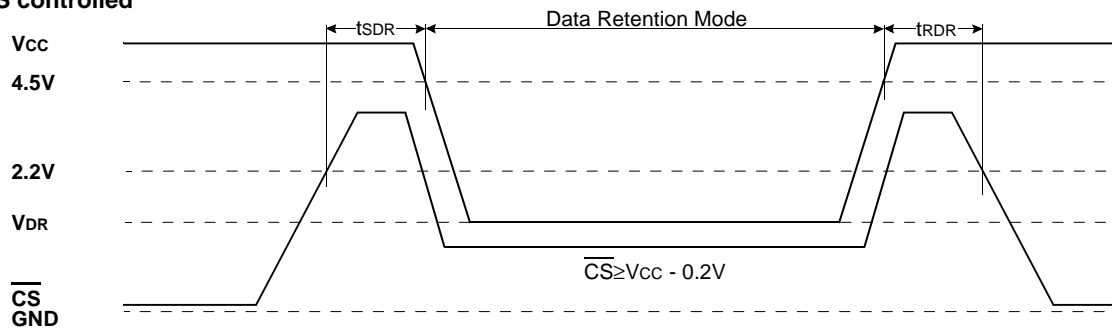 S controlled
tSDR Data Retention Mode tRDR
VCC
4.5V
2.2V
VDR
CS≥VCC - 0.2V
CS
GND